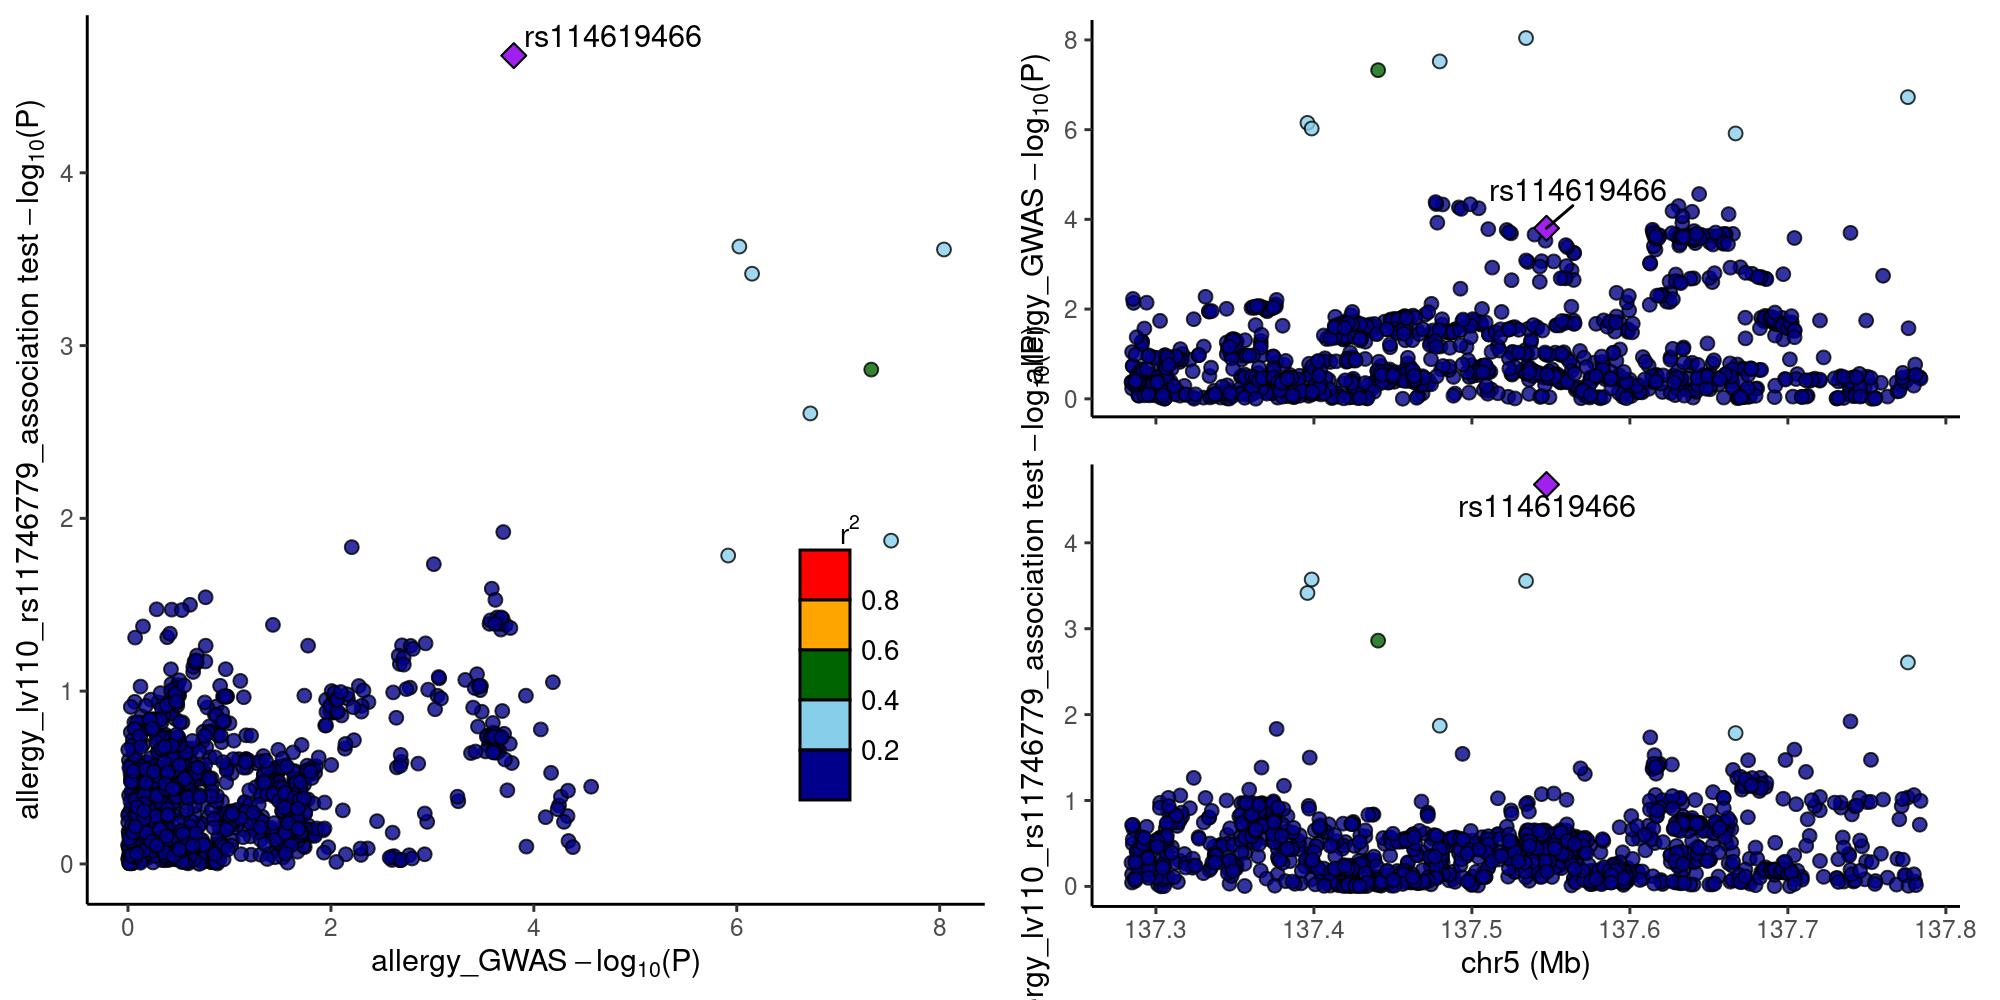 rs114619466
allergy_lv110_rs11746779_association test −log10(P)
4
3
2
1
0
r2
0.8
0.6
0.4
0.2
0 2 4 6 8
allergy_GWAS −log10(P)
8
6
4
2
0
allergy_GWAS −log10(P)
rs114619466
rs114619466
4
3
2
1
0
rgy_lv110_rs11746779_association test −log10(P)
137.3 137.4 137.5 137.6 137.7 137.8
chr5 (Mb)